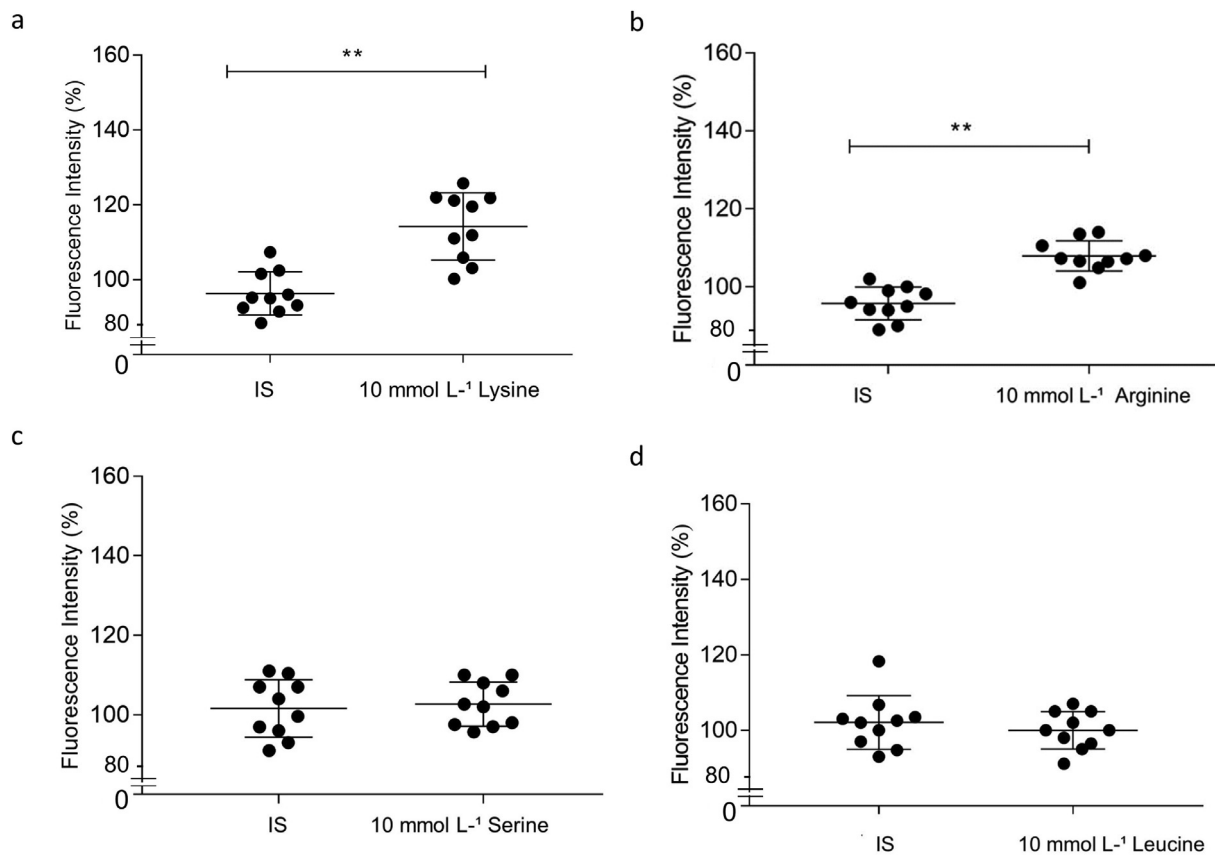 a
160
140
120
100
80
0
Fluorescence Intensity (%)
**
IS
10 mmol L-¹ Lysine
b
160
140
120
100
80
0
Fluorescence Intensity (%)
**
IS
10 mmol L-¹ Arginine
c
160
140
120
100
80
0
Fluorescence Intensity (%)
IS
10 mmol L-¹ Serine
d
160
140
120
100
80
0
Fluorescence Intensity (%)
IS
10 mmol L-¹ Leucine